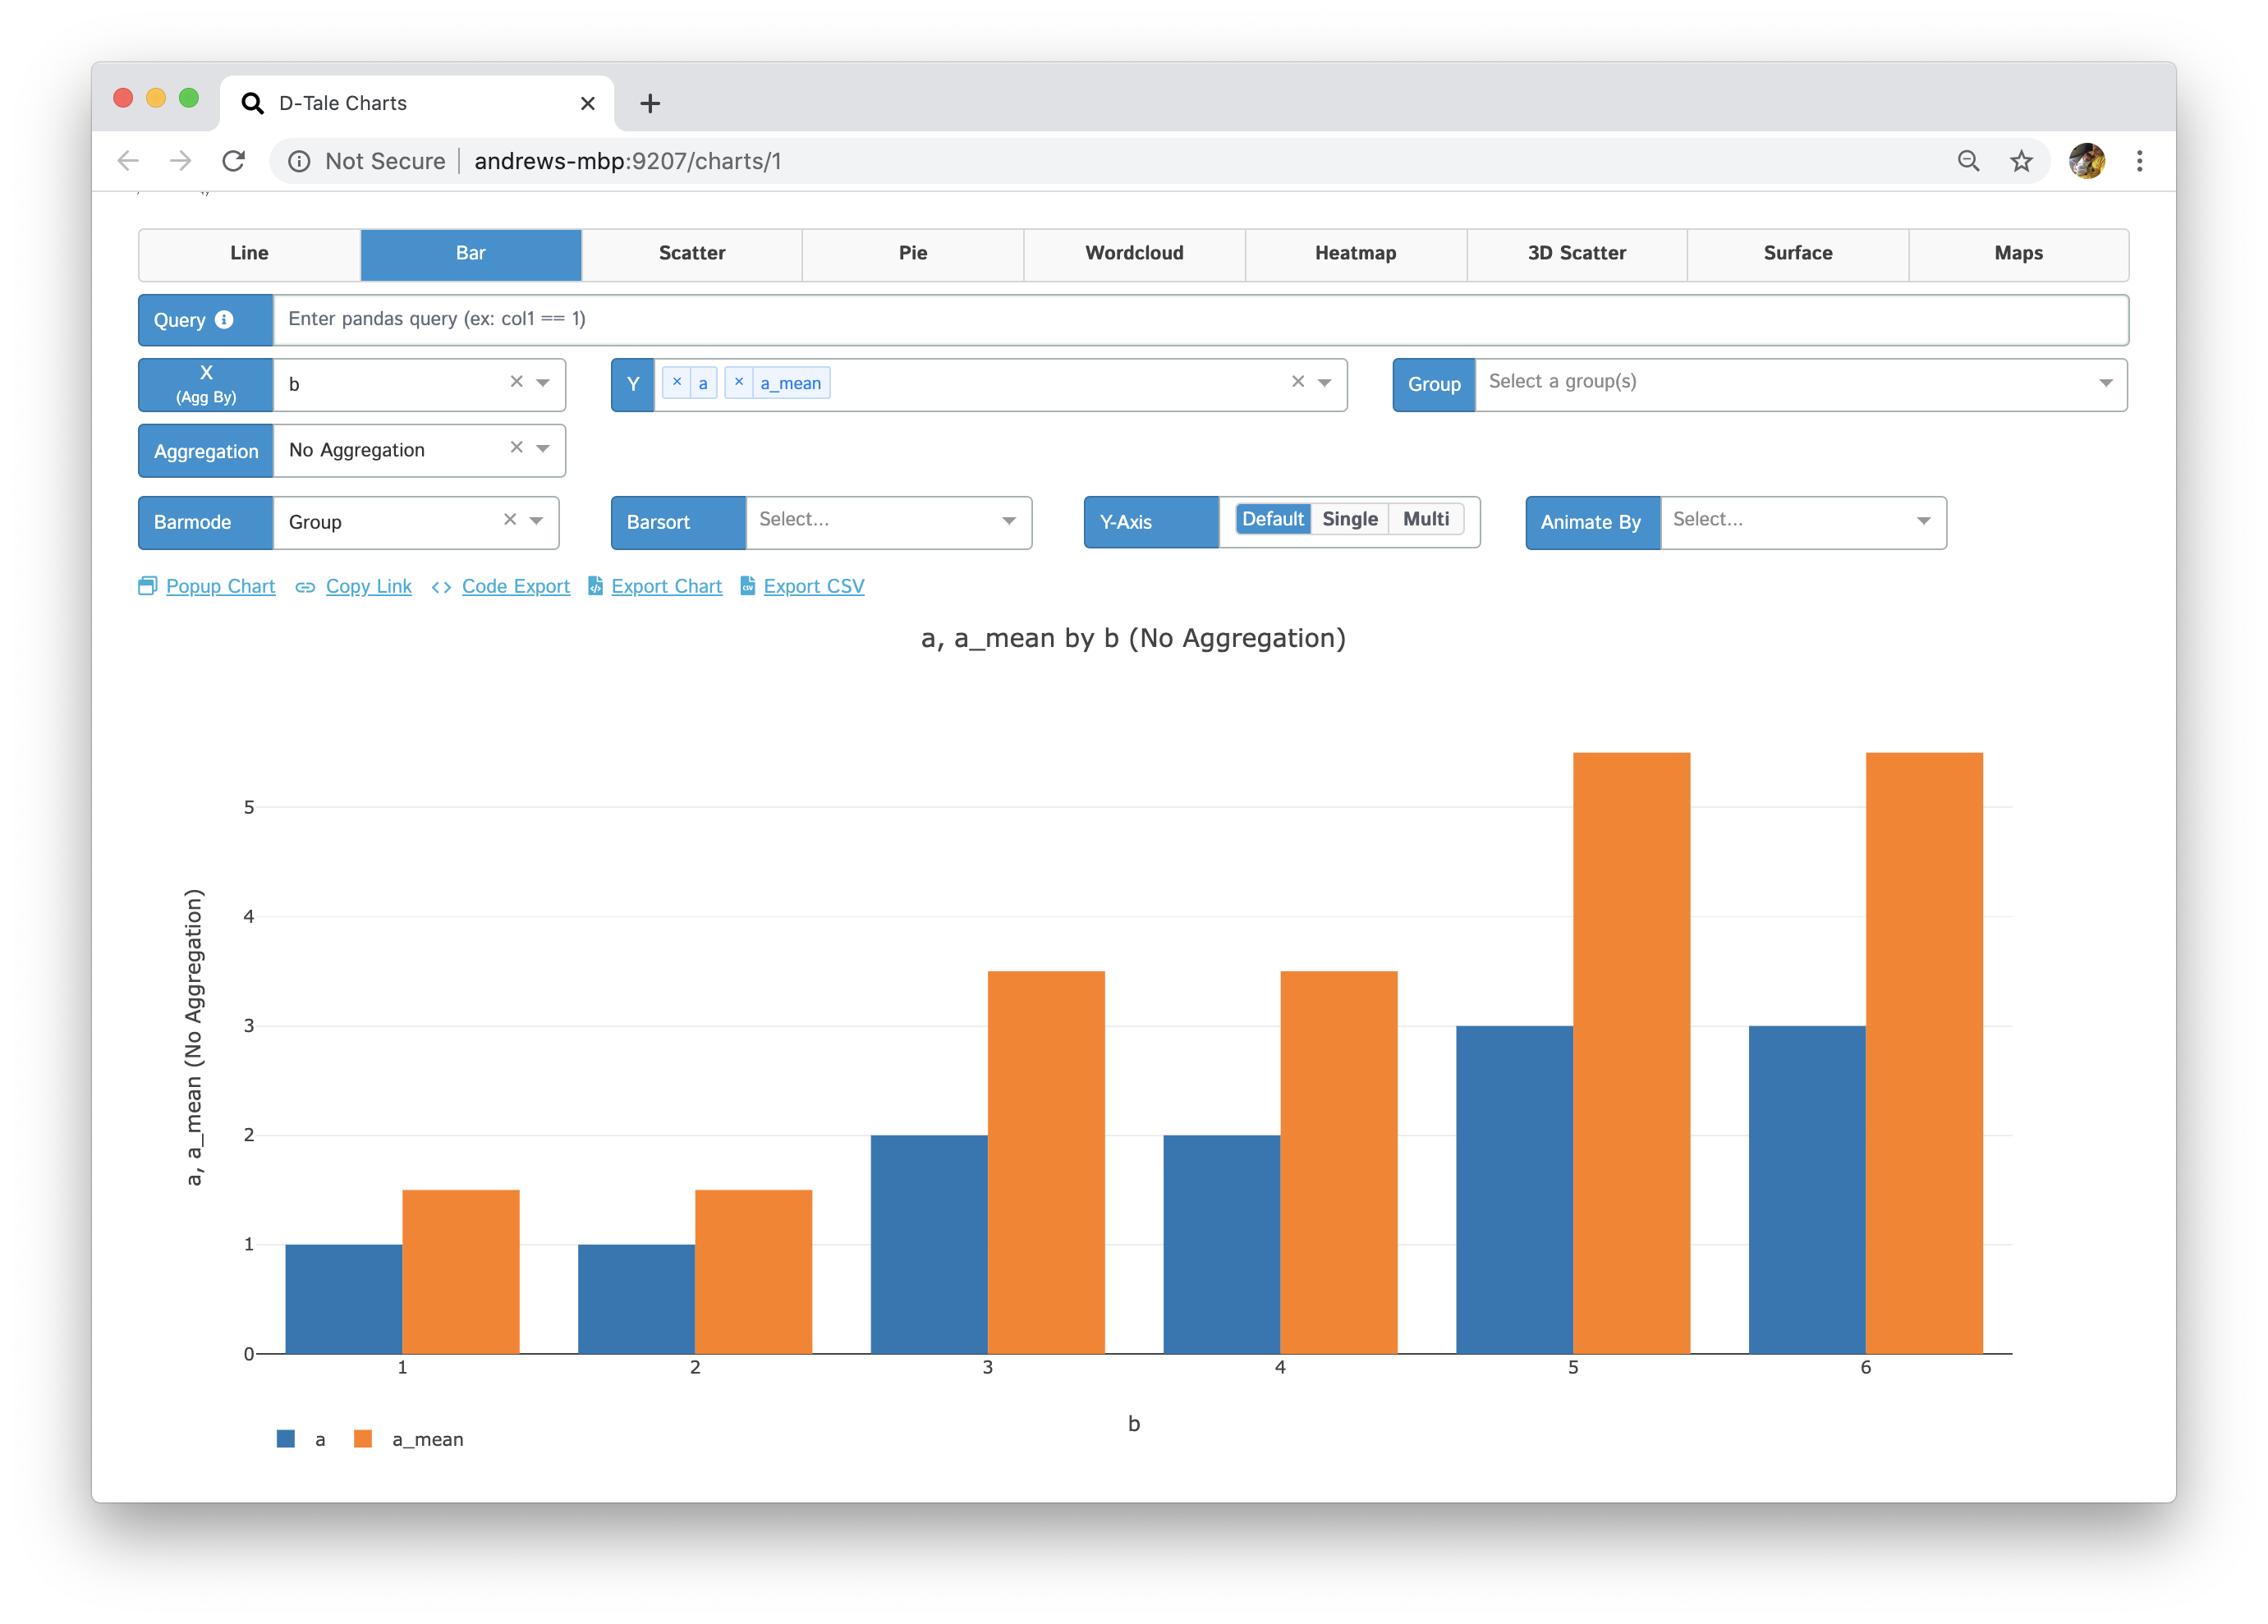 D-Tale Charts
Not Secure andrews-mbp:9207/charts/1
Line Bar Scatter Pie Wordcloud Heatmap 3D Scatter Surface Maps
Query Enter pandas query (ex: col1 == 1)
X (Agg By) b Y × a × a_mean Group Select a group(s)
Aggregation No Aggregation
Barmode Group Barsort Select... Y-Axis Default Single Multi Animate By Select...
Popup Chart Copy Link Code Export Export Chart Export CSV
a, a_mean by b (No Aggregation)
a, a_mean (No Aggregation)
5
4
3
2
1
0
1 2 3 4 5 6
b
a a_mean